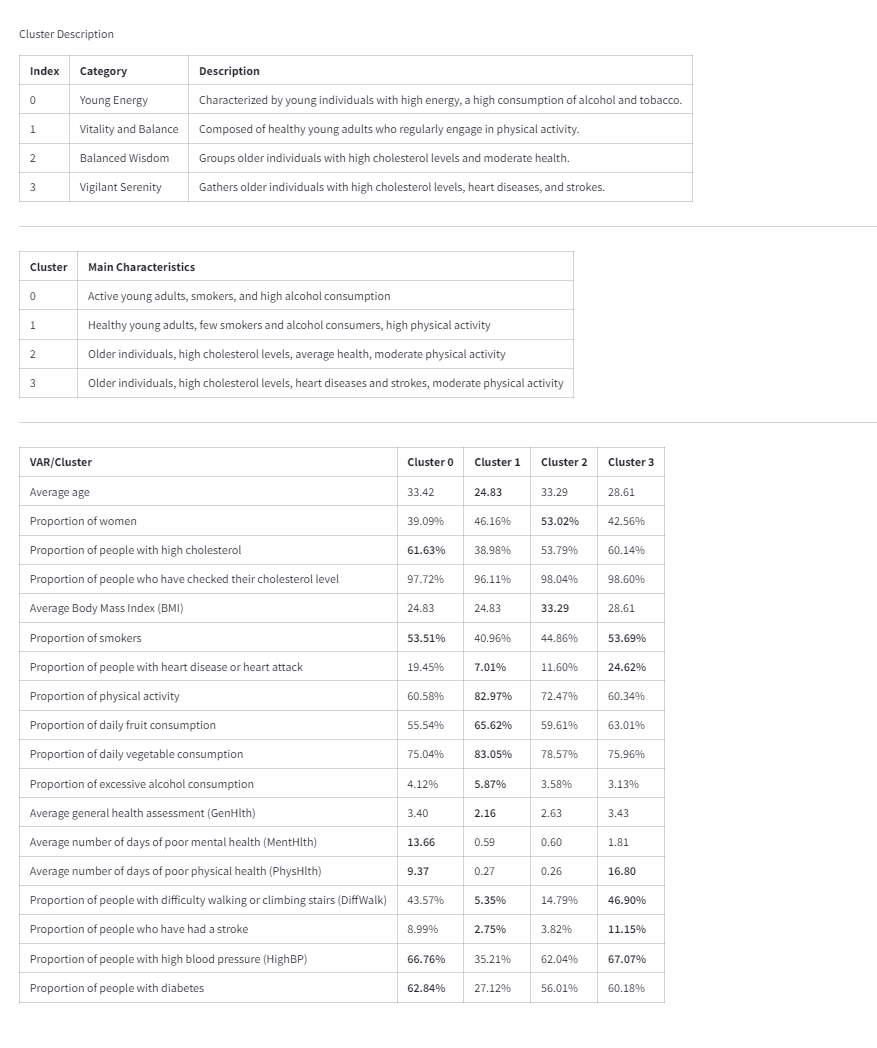 Cluster Description
Index Category Description
0 Young Energy Characterized by young individuals with high energy, a high consumption of alcohol and tobacco.
1 Vitality and Balance Composed of healthy young adults who regularly engage in physical activity.
2 Balanced Wisdom Groups older individuals with high cholesterol levels and moderate health.
3 Vigilant Serenity Gathers older individuals with high cholesterol levels, heart diseases, and strokes.
Cluster Main Characteristics
0 Active young adults, smokers, and high alcohol consumption
1 Healthy young adults, few smokers and alcohol consumers, high physical activity
2 Older individuals, high cholesterol levels, average health, moderate physical activity
3 Older individuals, high cholesterol levels, heart diseases and strokes, moderate physical activity
VAR/Cluster Cluster 0 Cluster 1 Cluster 2 Cluster 3
Average age 33.42 24.83 33.29 28.61
Proportion of women 39.09% 46.16% 53.02% 42.56%
Proportion of people with high cholesterol 61.63% 38.98% 53.79% 60.14%
Proportion of people who have checked their cholesterol level 97.72% 96.11% 98.04% 98.60%
Average Body Mass Index (BMI) 24.83 24.83 33.29 28.61
Proportion of smokers 53.51% 40.96% 44.86% 53.69%
Proportion of people with heart disease or heart attack 19.45% 7.01% 11.60% 24.62%
Proportion of physical activity 60.58% 82.97% 72.47% 60.34%
Proportion of daily fruit consumption 55.54% 65.62% 59.61% 63.01%
Proportion of daily vegetable consumption 75.04% 83.05% 78.57% 75.96%
Proportion of excessive alcohol consumption 4.12% 5.87% 3.58% 3.13%
Average general health assessment (GenHlth) 3.40 2.16 2.63 3.43
Average number of days of poor mental health (MentHlth) 13.66 0.59 0.60 1.81
Average number of days of poor physical health (PhysHlth) 9.37 0.27 0.26 16.80
Proportion of people with difficulty walking or climbing stairs (DiffWalk) 43.57% 5.35% 14.79% 46.90%
Proportion of people who have had a stroke 8.99% 2.75% 3.82% 11.15%
Proportion of people with high blood pressure (HighBP) 66.76% 35.21% 62.04% 67.07%
Proportion of people with diabetes 62.84% 27.12% 56.01% 60.18%